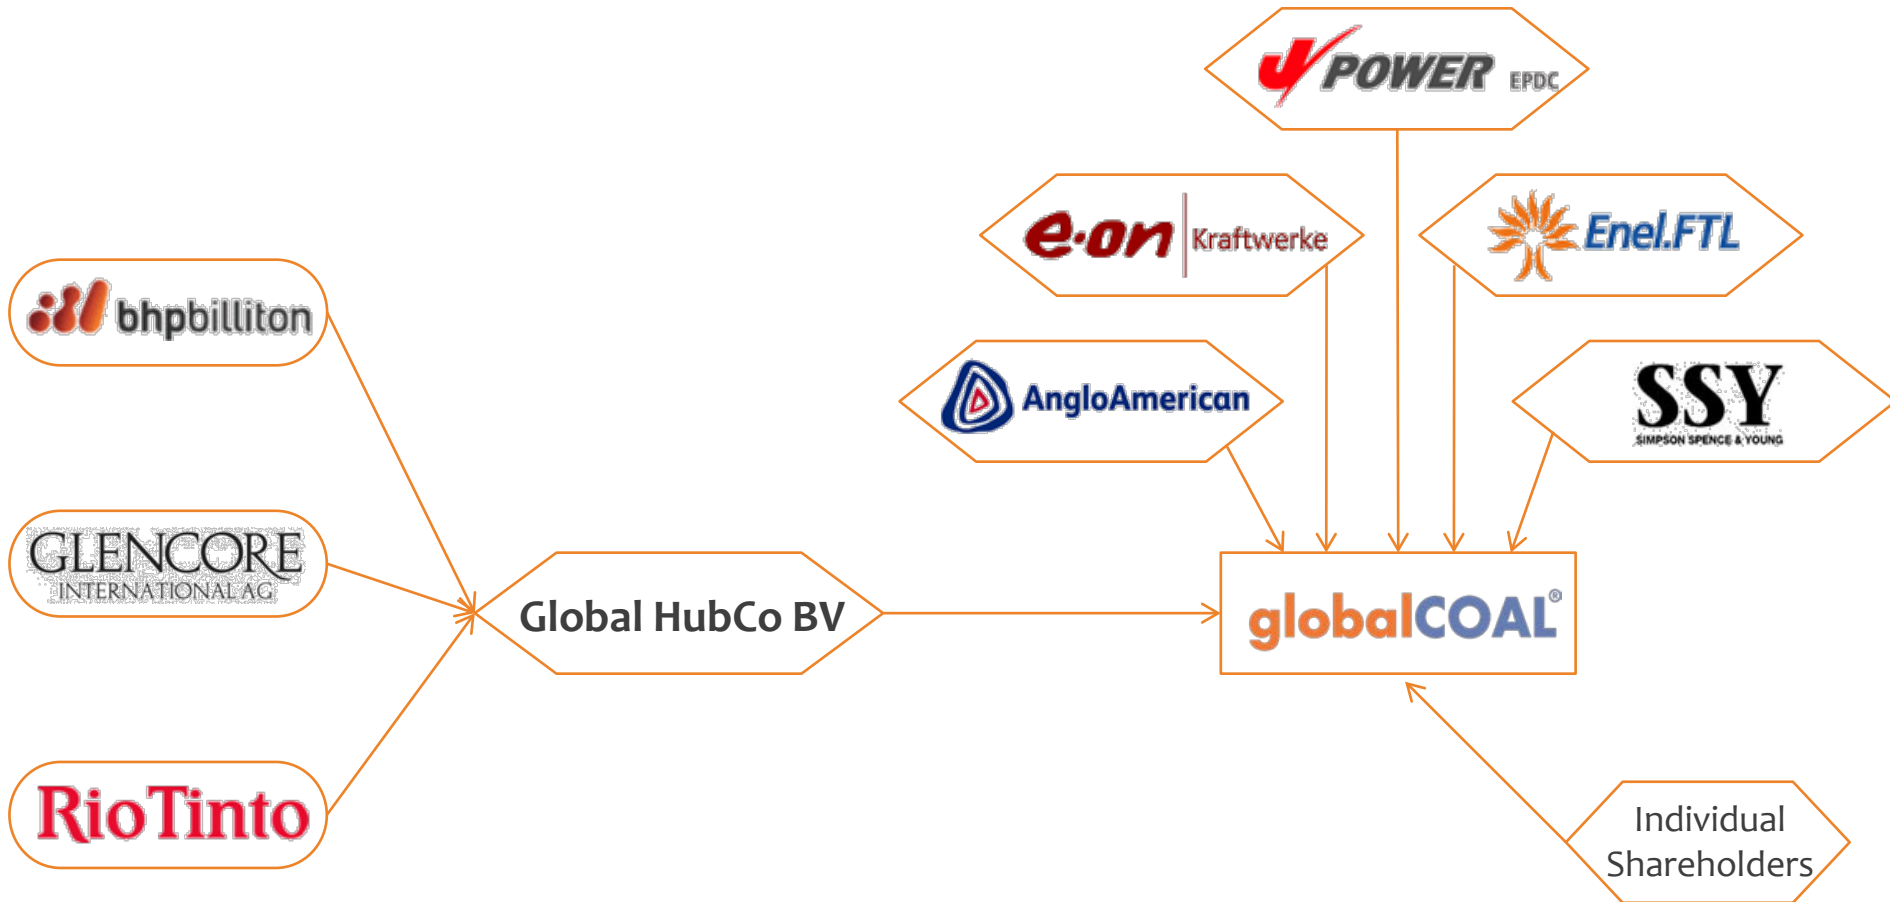 POWER EPDC
e·on Kraftwerke
Enel.FTL
bhpbilliton
AngloAmerican
SSY
SIMPSON SPENCE & YOUNG
GLENCORE
INTERNATIONAL AG
Global HubCo BV
globalCOAL®
RioTinto
Individual
Shareholders